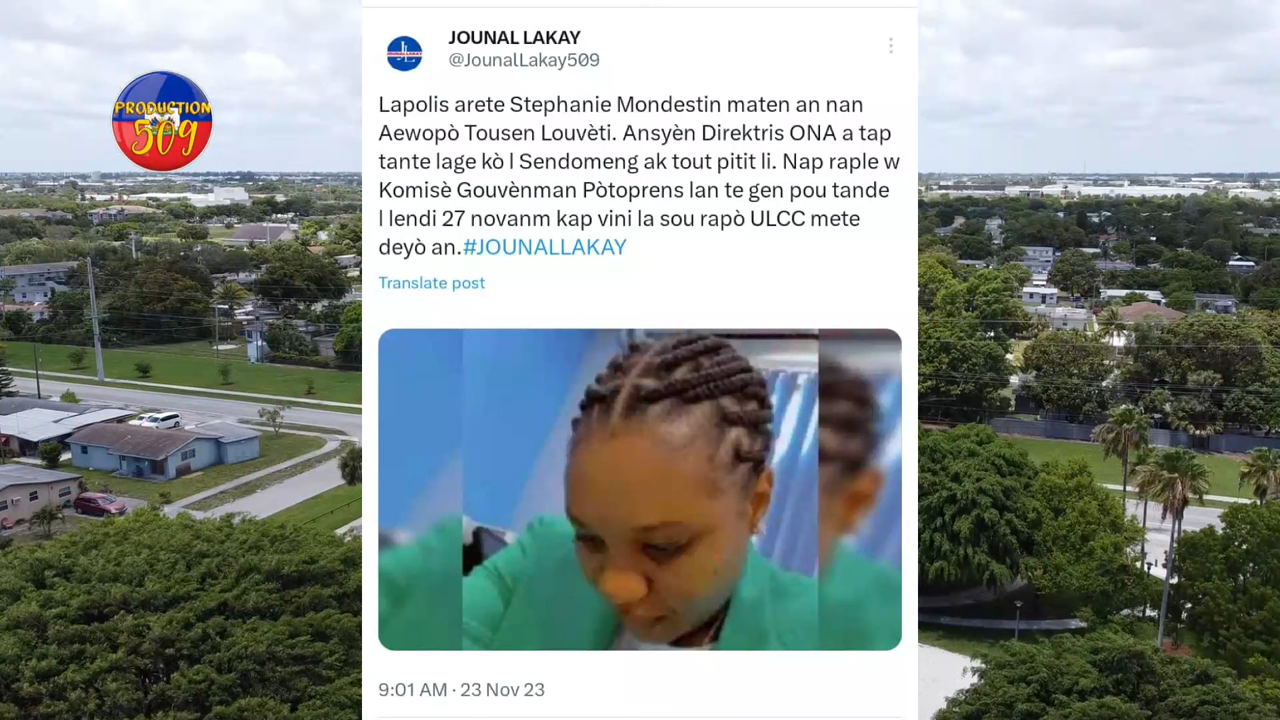 PRODUCTION
509
JOUNAL LAKAY
@JounalLakay509
JL
JOUNAL LAKAY
Lapolis arete Stephanie Mondestin maten an nan
Aewopò Tousen Louvèti. Ansyèn Direktris ONA a tap
tante lage kò l Sendomeng ak tout pitit li. Nap raple w
Komisè Gouvènman Pòtoprens lan te gen pou tande
l lendi 27 novanm kap vini la sou rapò ULCC mete
deyò an.#JOUNALLAKAY
Translate post
9:01 AM · 23 Nov 23